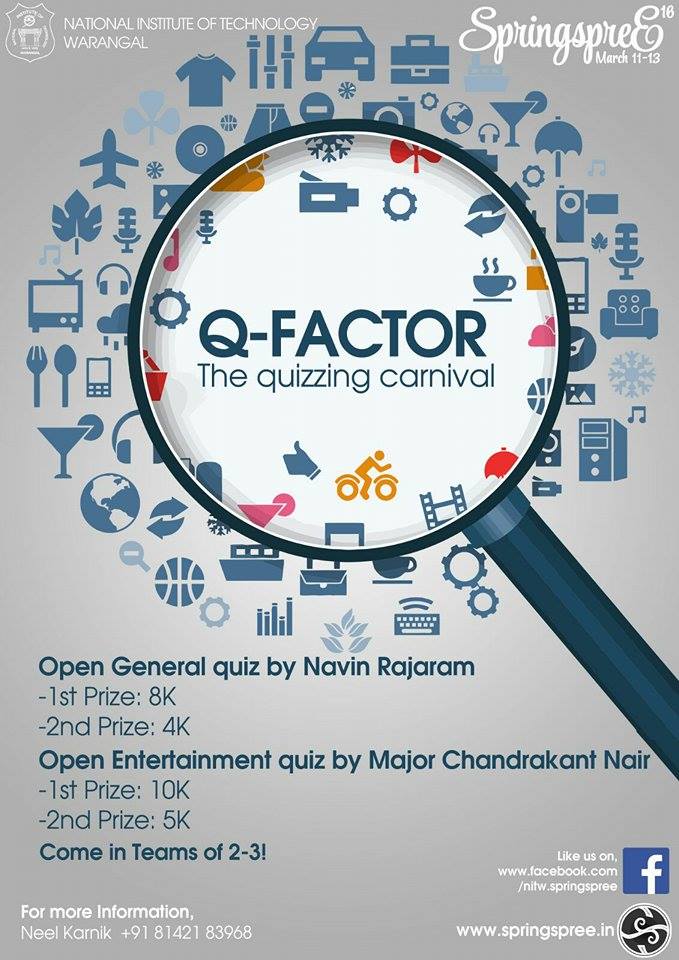 NATIONAL INSTITUTE OF TECHNOLOGY
WARANGAL
SpringspreE 16
March 11-13
Q-FACTOR
The quizzing carnival
Open General quiz by Navin Rajaram
-1st Prize: 8K
-2nd Prize: 4K
Open Entertainment quiz by Major Chandrakant Nair
-1st Prize: 10K
-2nd Prize: 5K
Come in Teams of 2-3!
Like us on,
www.facebook.com
/nitw.springspree
For more Information,
Neel Karnik +91 81421 83968
www.springspree.in